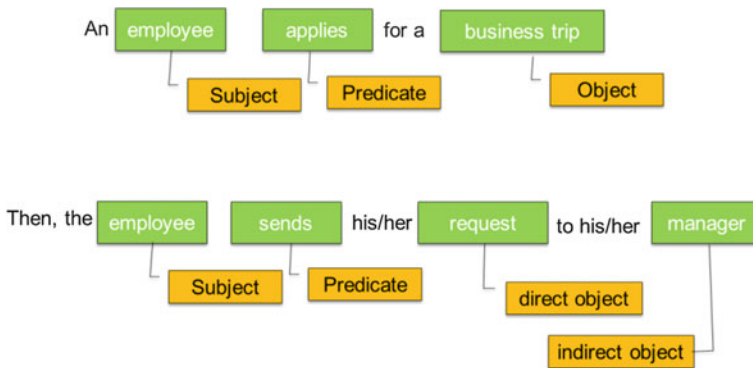 An employee applies for a business trip
Subject Predicate Object
Then, the employee sends his/her request to his/her manager
Subject Predicate direct object
indirect object